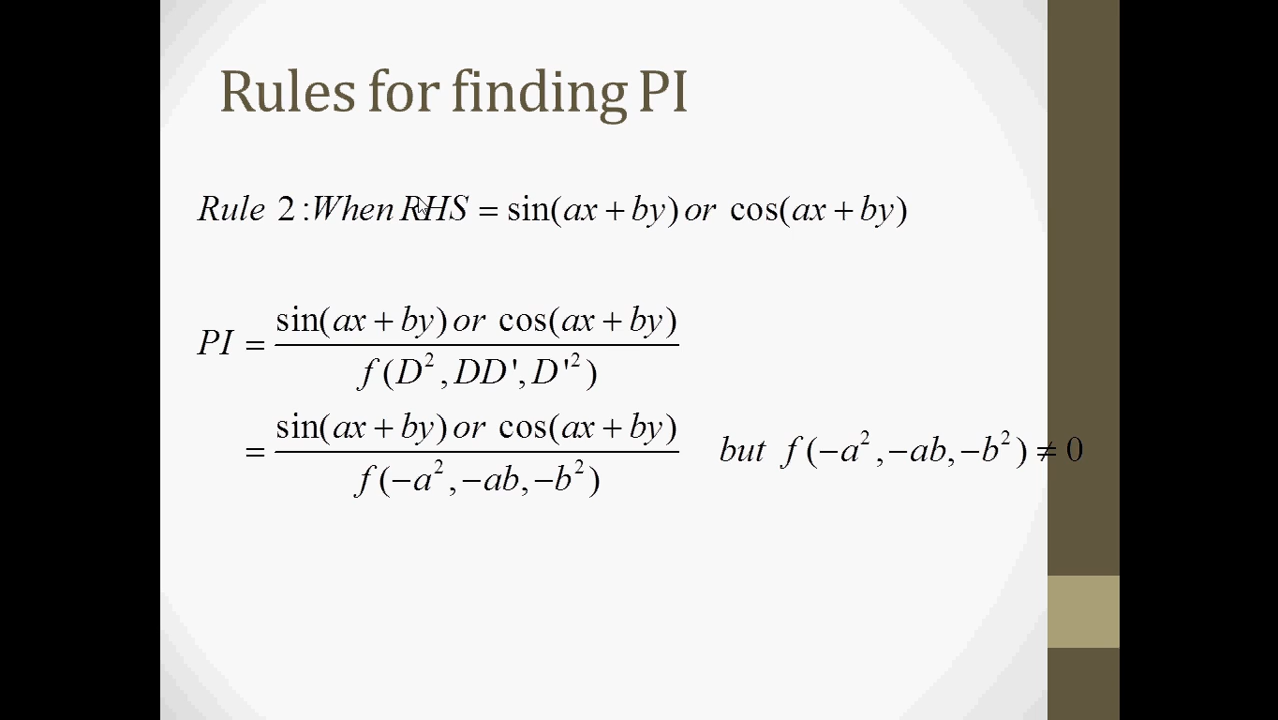 Rules for finding PI
Rule 2 : When RHS = sin(ax + by) or cos(ax + by)
PI = \frac{sin(ax + by) or cos(ax + by)}{f(D², DD', D'²)}
= \frac{sin(ax + by) or cos(ax + by)}{f(−a², −ab, −b²)} but f(−a², −ab, −b²) ≠ 0